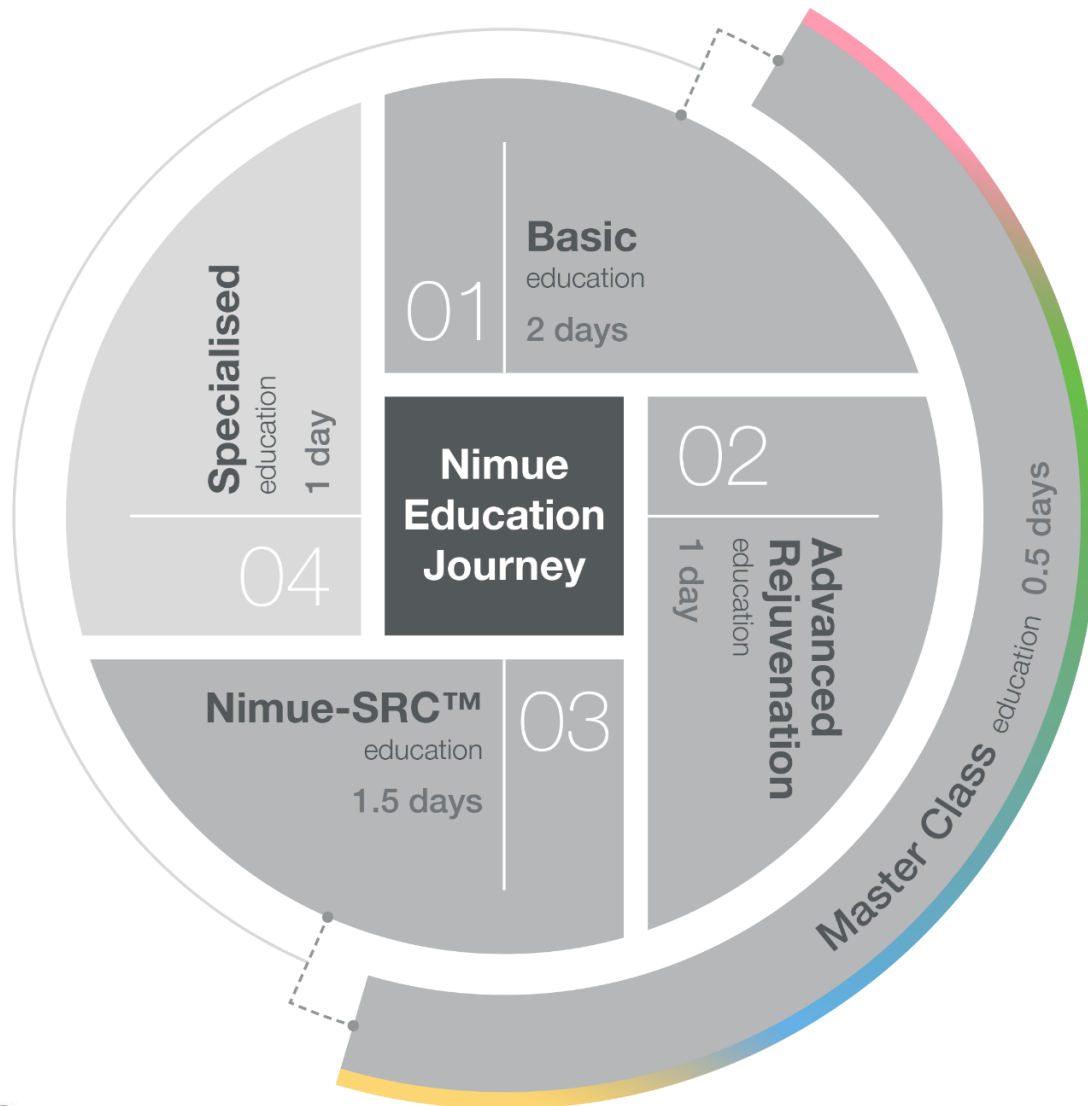 Nimue
Education
Journey
01
Basic
education
2 days
02
Advanced
Rejuvenation
education
1 day
03
Nimue-SRC™
education
1.5 days
04
Specialised
education
1 day
Master Class education 0.5 days